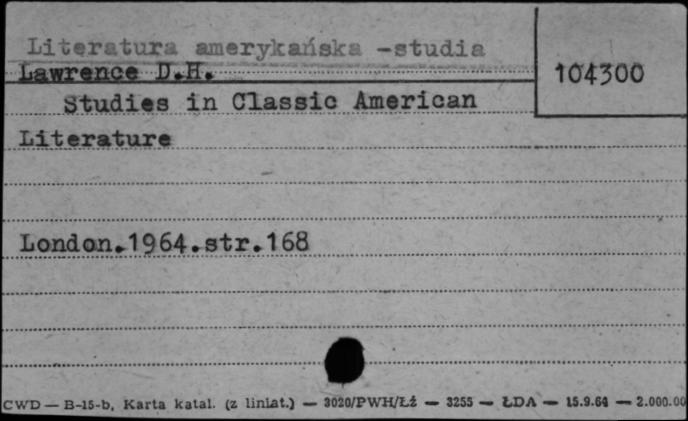 Literatura amerykańska -studia
Lawrence D.H.
104300
Studies in Classic American
Literature
London.1964.str.168
CWD — B-15-b, Karta katal. (z liniat.) — 3020/PWH/Łż — 3255 — ŁDA — 15.9.64 — 2.000.00